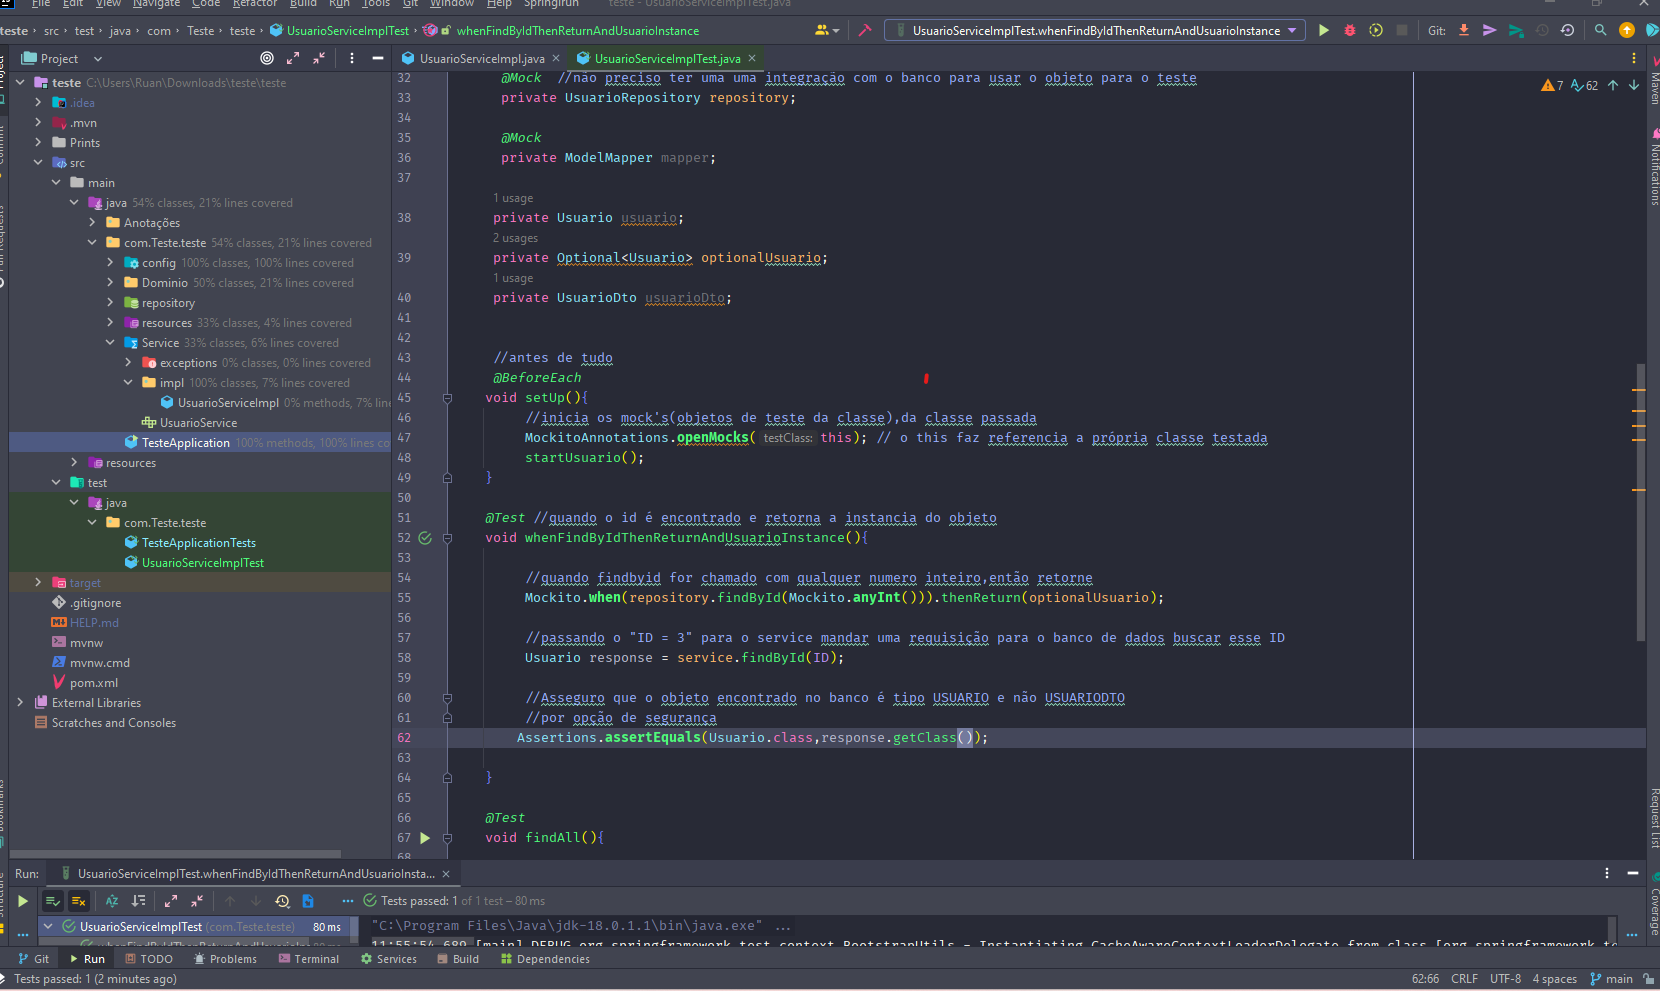 File Edit View Navigate Code Refactor Build Run Tools Git Window Help SpringIrun teste - UsuarioServiceImplTest.java
teste src test java com Teste teste UsuarioServiceImplTest whenFindByIdThenReturnAndUsuarioInstance UsuarioServiceImplTest.whenFindByIdThenReturnAndUsuarioInstance Git:
Project
UsuarioServiceImpl.java UsuarioServiceImplTest.java
teste C:\Users\Ruan\Downloads\teste\teste
.idea
.mvn
Prints
src
main
java 54% classes, 21% lines covered
Anotações
com.Teste.teste 54% classes, 21% lines covered
config 100% classes, 100% lines covered
Dominio 50% classes, 21% lines covered
repository
resources 33% classes, 4% lines covered
Service 33% classes, 6% lines covered
exceptions 0% classes, 0% lines covered
impl 100% classes, 7% lines covered
UsuarioServiceImpl 0% methods, 7% line
UsuarioService
TesteApplication 100% methods, 100% lines co
resources
test
java
com.Teste.teste
TesteApplicationTests
UsuarioServiceImplTest
target
.gitignore
HELP.md
mvnw
mvnw.cmd
pom.xml
External Libraries
Scratches and Consoles
7 62
32 @Mock //não preciso ter uma uma integração com o banco para usar o objeto para o teste
33 private UsuarioRepository repository;
34
35 @Mock
36 private ModelMapper mapper;
37
1 usage
38 private Usuario usuario;
2 usages
39 private Optional<Usuario> optionalUsuario;
1 usage
40 private UsuarioDto usuarioDto;
41
42
43 //antes de tudo
44 @BeforeEach
45 void setUp(){
46 //inicia os mock's(objetos de teste da classe),da classe passada
47 MockitoAnnotations.openMocks( testClass: this); // o this faz referencia a própria classe testada
48 startUsuario();
49 }
50
51 @Test //quando o id é encontrado e retorna a instancia do objeto
52 void whenFindByIdThenReturnAndUsuarioInstance(){
53
54 //quando findbyid for chamado com qualquer numero inteiro,então retorne
55 Mockito.when(repository.findById(Mockito.anyInt())).thenReturn(optionalUsuario);
56
57 //passando o "ID = 3" para o service mandar uma requisição para o banco de dados buscar esse ID
58 Usuario response = service.findById(ID);
59
60 //Asseguro que o objeto encontrado no banco é tipo USUARIO e não USUARIODTO
61 //por opção de segurança
62 Assertions.assertEquals(Usuario.class,response.getClass());
63
64 }
65
66 @Test
67 void findAll(){
68
Maven
Notifications
Request List
Coverage
Run: UsuarioServiceImplTest.whenFindByIdThenReturnAndUsuarioInsta...
Tests passed: 1 of 1 test – 80 ms
UsuarioServiceImplTest (com.Teste.teste) 80 ms
"C:\Program Files\Java\jdk-18.0.1.1\bin\java.exe" ...
11:55:54.689 [main] DEBUG org.springframework.test.context.BootstrapUtils - Instantiating CacheAwareContextLoaderDelegate from class [org.springframework.te
Git Run TODO Problems Terminal Services Build Dependencies
Tests passed: 1 (2 minutes ago) 62:66 CRLF UTF-8 4 spaces main